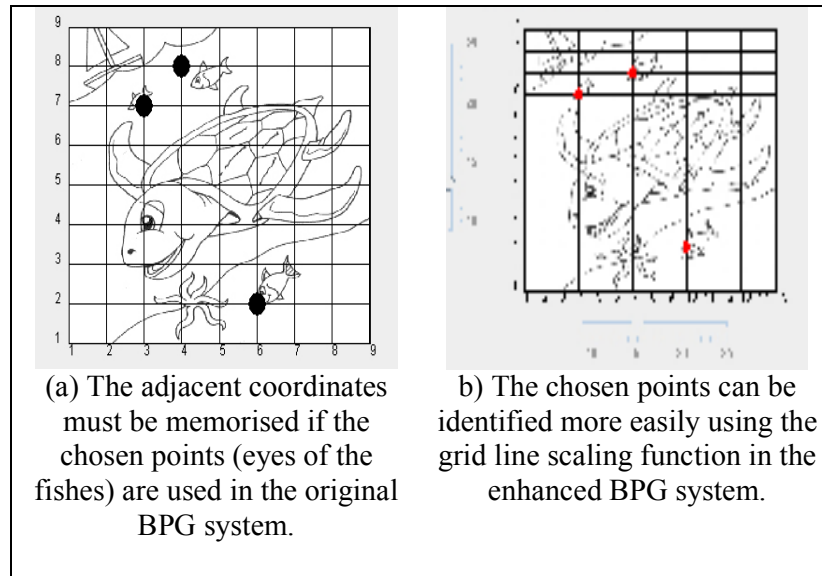 9
8
7
6
5
4
3
2
1
1 2 3 4 5 6 7 8 9
(a) The adjacent coordinates
must be memorised if the
chosen points (eyes of the
fishes) are used in the original
BPG system.
b) The chosen points can be
identified more easily using the
grid line scaling function in the
enhanced BPG system.